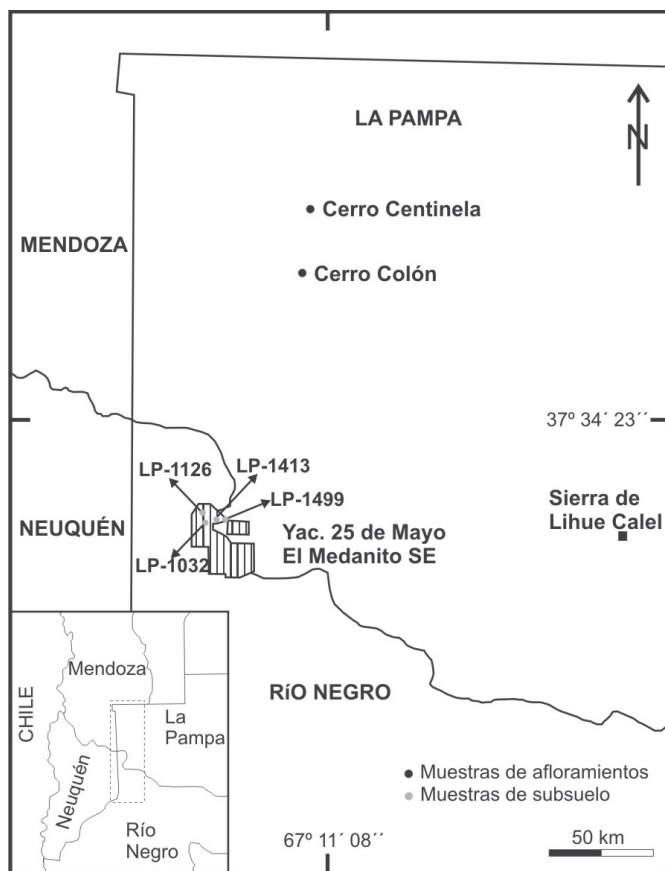 LA PAMPA
N
Cerro Centinela
MENDOZA
Cerro Colón
37º 34´ 23´´
LP-1126
LP-1413
LP-1499
NEUQUÉN
Sierra de
Lihue Calel
Yac. 25 de Mayo
El Medanito SE
LP-1032
RíO NEGRO
CHILE
Mendoza
La
Pampa
Neuquén
Río
Negro
Muestras de afloramientos
Muestras de subsuelo
67º 11´ 08´´
50 km